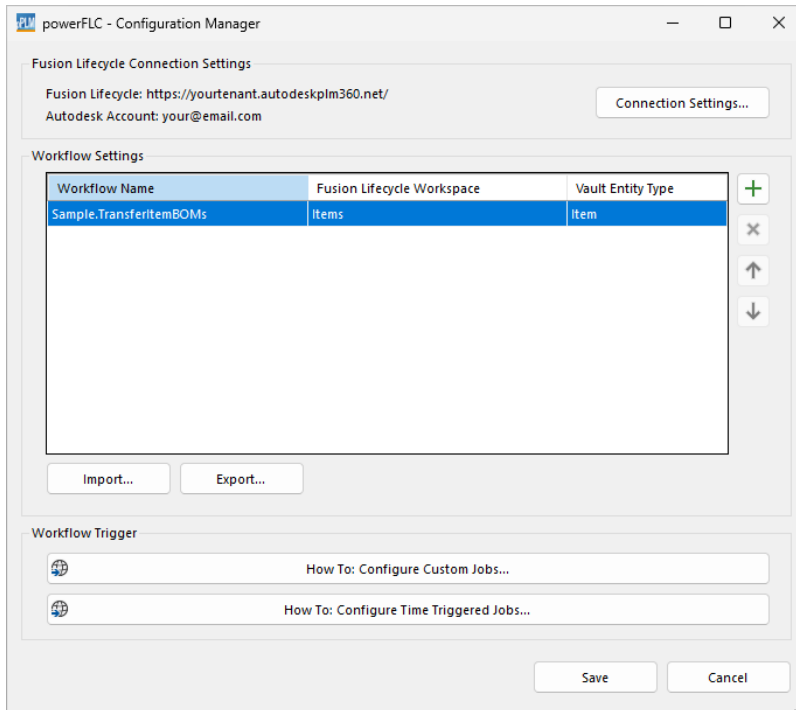 PLM powerFLC - Configuration Manager
Fusion Lifecycle Connection Settings
Fusion Lifecycle: https://yourtenant.autodeskplm360.net/
Autodesk Account: your@email.com
Connection Settings...
Workflow Settings
Workflow Name Fusion Lifecycle Workspace Vault Entity Type
Sample.TransferItemBOMs Items Item
Import... Export...
Workflow Trigger
How To: Configure Custom Jobs...
How To: Configure Time Triggered Jobs...
Save Cancel